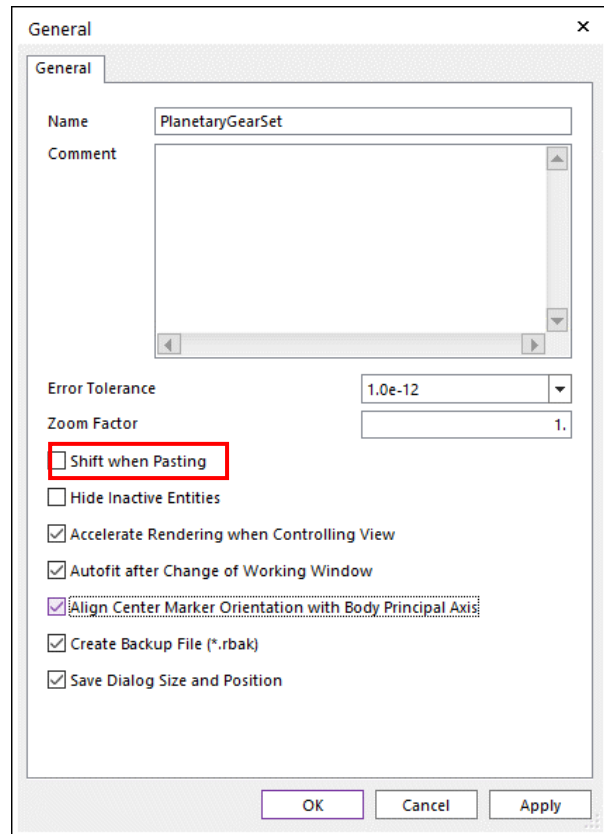 General
General
Name
PlanetaryGearSet
Comment
Error Tolerance
1.0e-12
Zoom Factor
1.
Shift when Pasting
Hide Inactive Entities
Accelerate Rendering when Controlling View
Autofit after Change of Working Window
Align Center Marker Orientation with Body Principal Axis
Create Backup File (*.rbak)
Save Dialog Size and Position
OK
Cancel
Apply